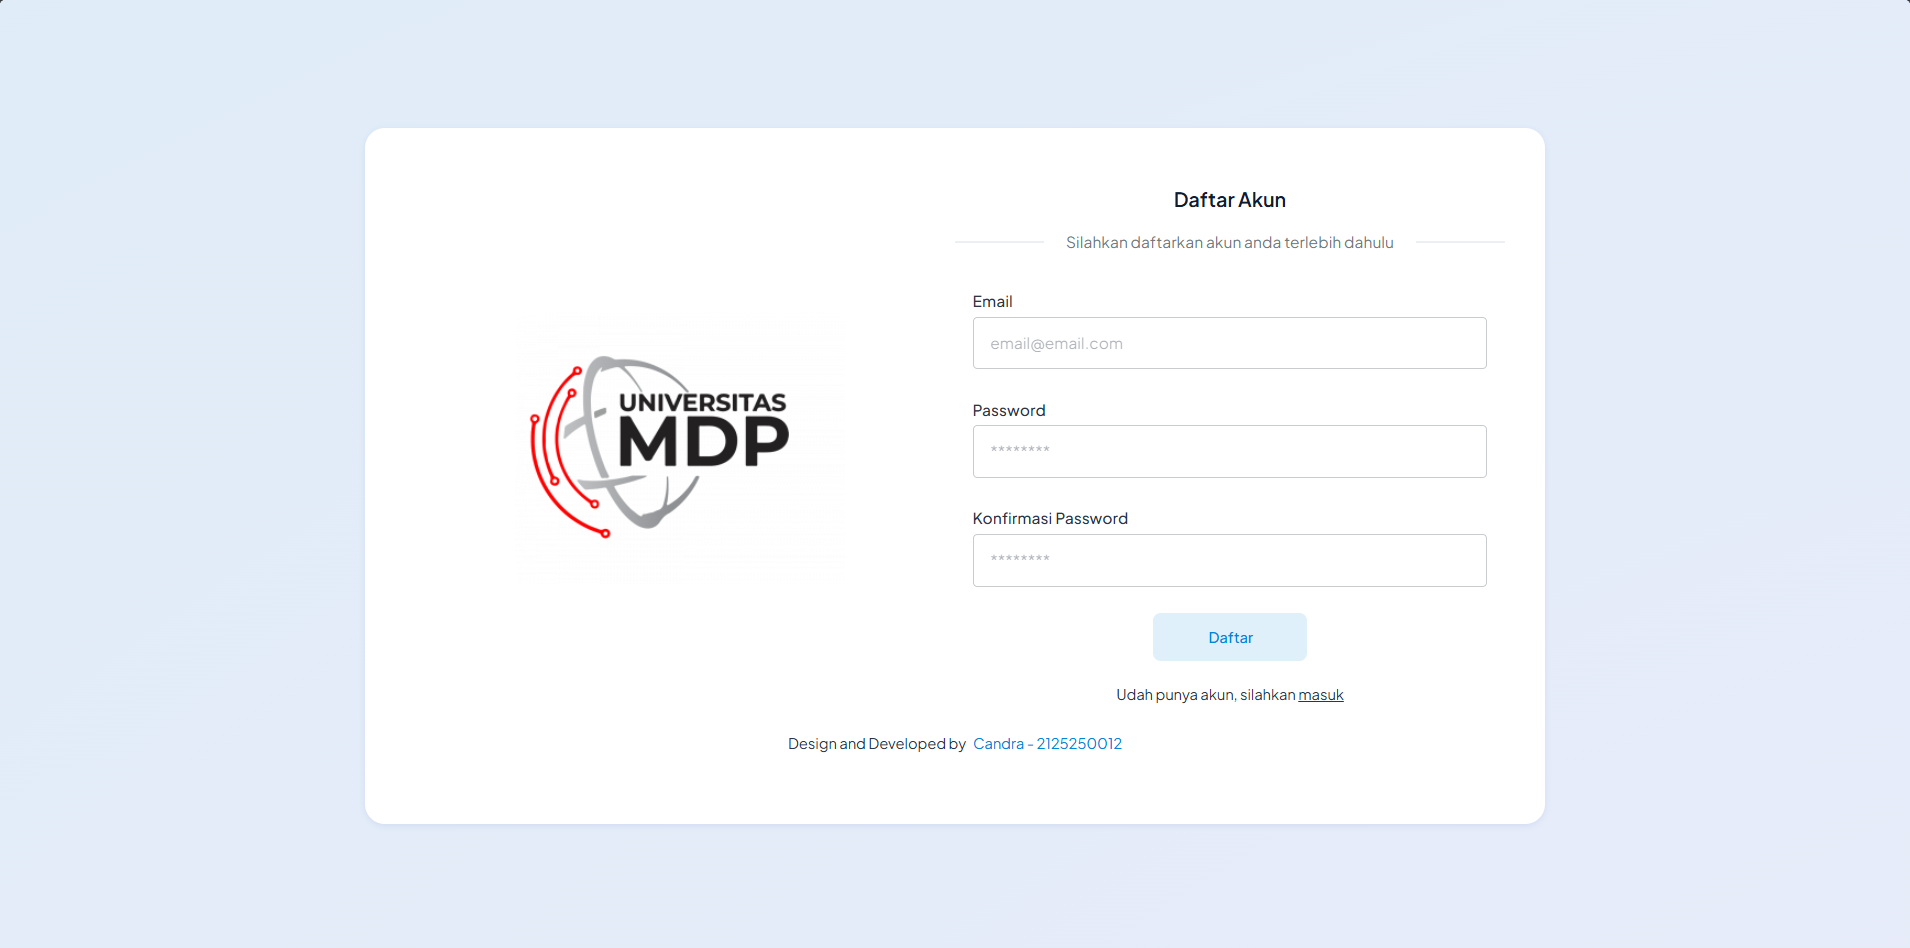 UNIVERSITAS
MDP
Daftar Akun
Silahkan daftarkan akun anda terlebih dahulu
Email
email@email.com
Password
********
Konfirmasi Password
********
Daftar
Udah punya akun, silahkan masuk
Design and Developed by Candra - 2125250012